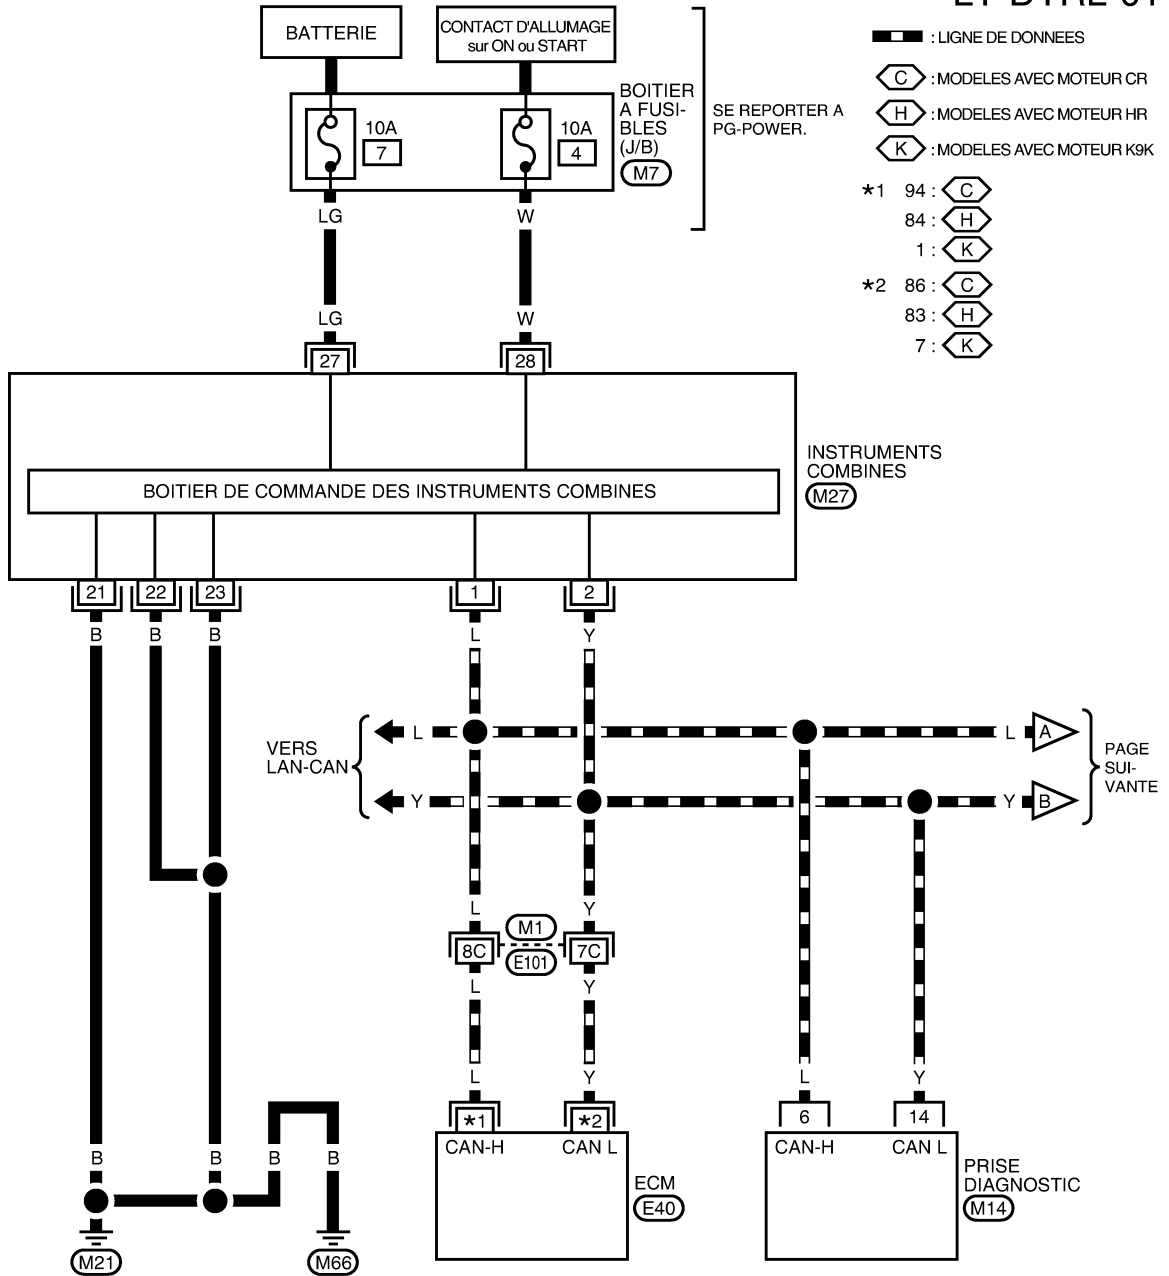 BATTERIE
CONTACT D'ALLUMAGE
sur ON ou START
: LIGNE DE DONNEES
C : MODELES AVEC MOTEUR CR
H : MODELES AVEC MOTEUR HR
K : MODELES AVEC MOTEUR K9K
*1 94 : C
84 : H
1 : K
*2 86 : C
83 : H
7 : K
10A
7
10A
4
BOITIER
A FUSI-
BLES
(J/B)
M7
SE REPORTER A
PG-POWER.
LG
W
LG
W
27
28
INSTRUMENTS
COMBINES
M27
BOITIER DE COMMANDE DES INSTRUMENTS COMBINES
21
22
23
1
2
B
B
B
L
Y
VERS
LAN-CAN
L
L
A
Y
Y
B
PAGE
SUI-
VANTE
L
Y
8C
M1
E101
7C
L
Y
L
Y
L
Y
*1
*2
6
14
CAN-H
CAN L
CAN-H
CAN L
ECM
E40
PRISE
DIAGNOSTIC
M14
B
B
B
B
M21
M66